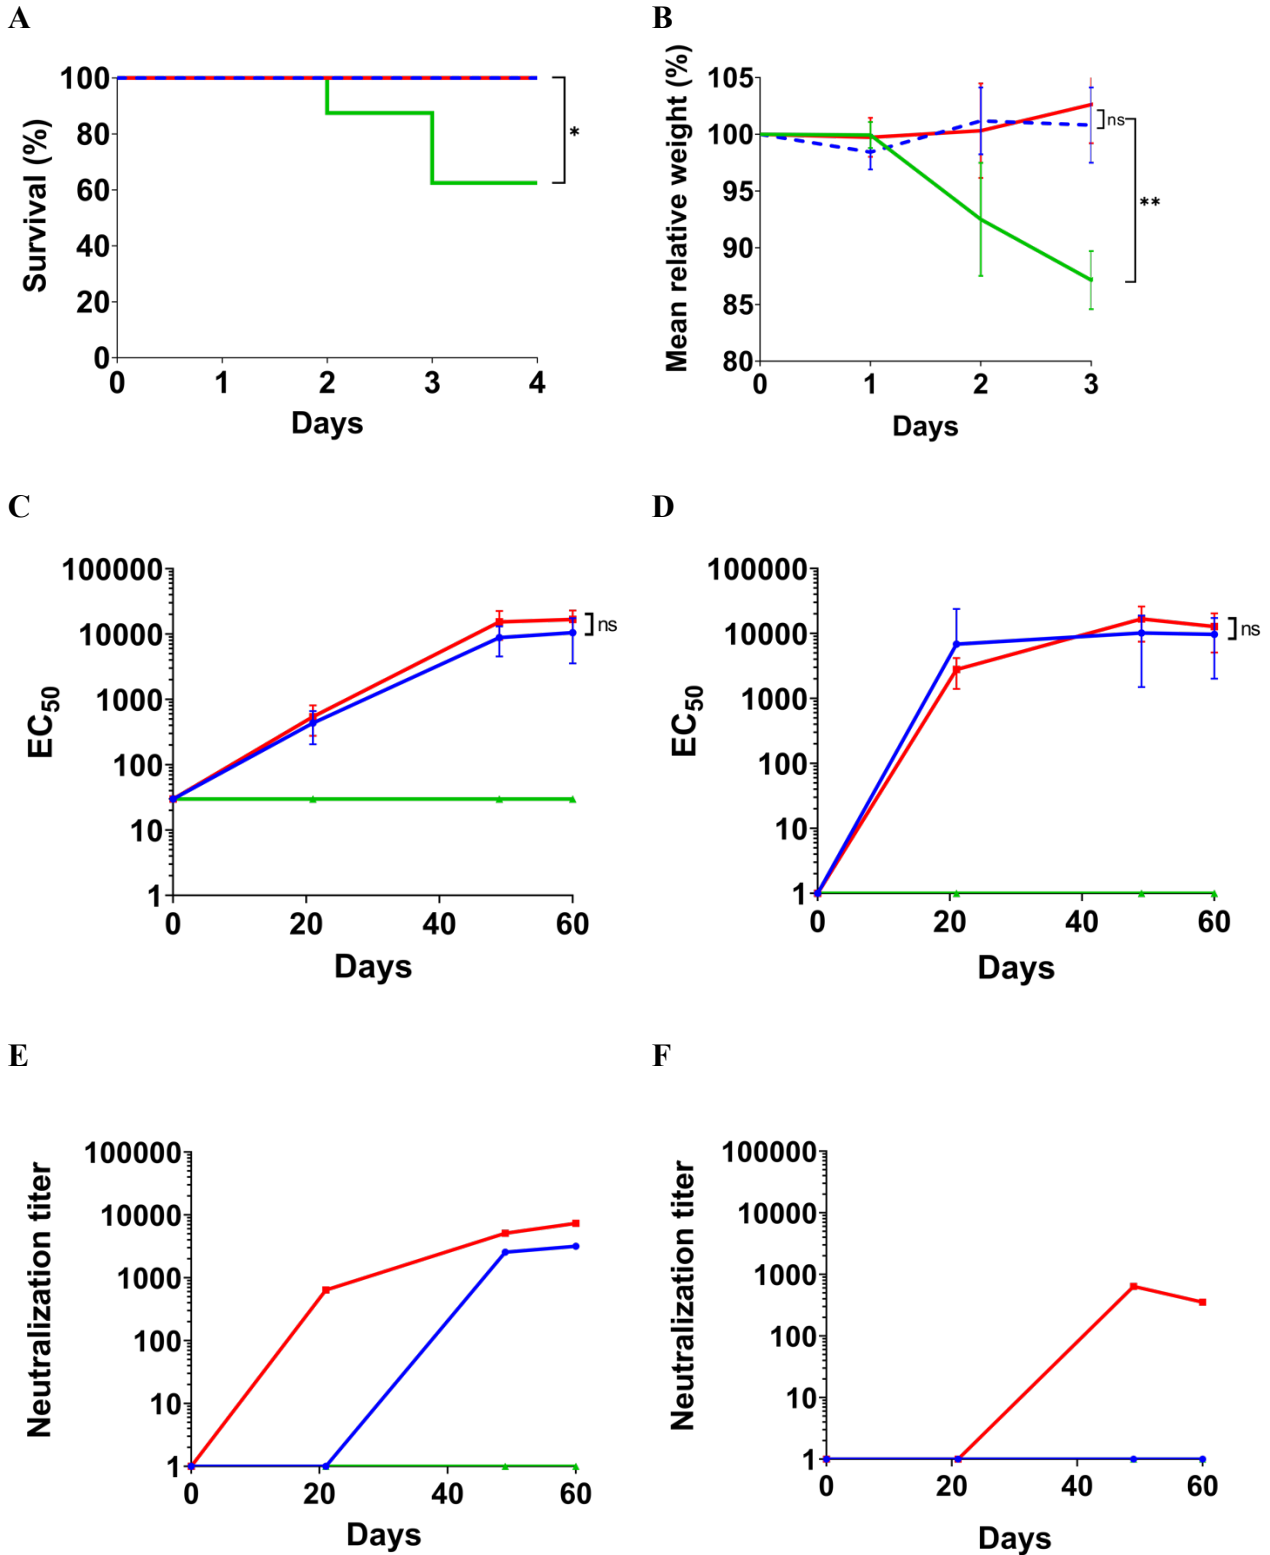 A
Survival (%)
100
80
60
40
20
0
0 1 2 3 4
Days
*
B
Mean relative weight (%)
105
100
95
90
85
80
0 1 2 3
Days
ns
**
C
EC50
100000
10000
1000
100
10
1
0 20 40 60
Days
ns
D
EC50
100000
10000
1000
100
10
1
0 20 40 60
Days
ns
E
Neutralization titer
100000
10000
1000
100
10
1
0 20 40 60
Days
F
Neutralization titer
100000
10000
1000
100
10
1
0 20 40 60
Days